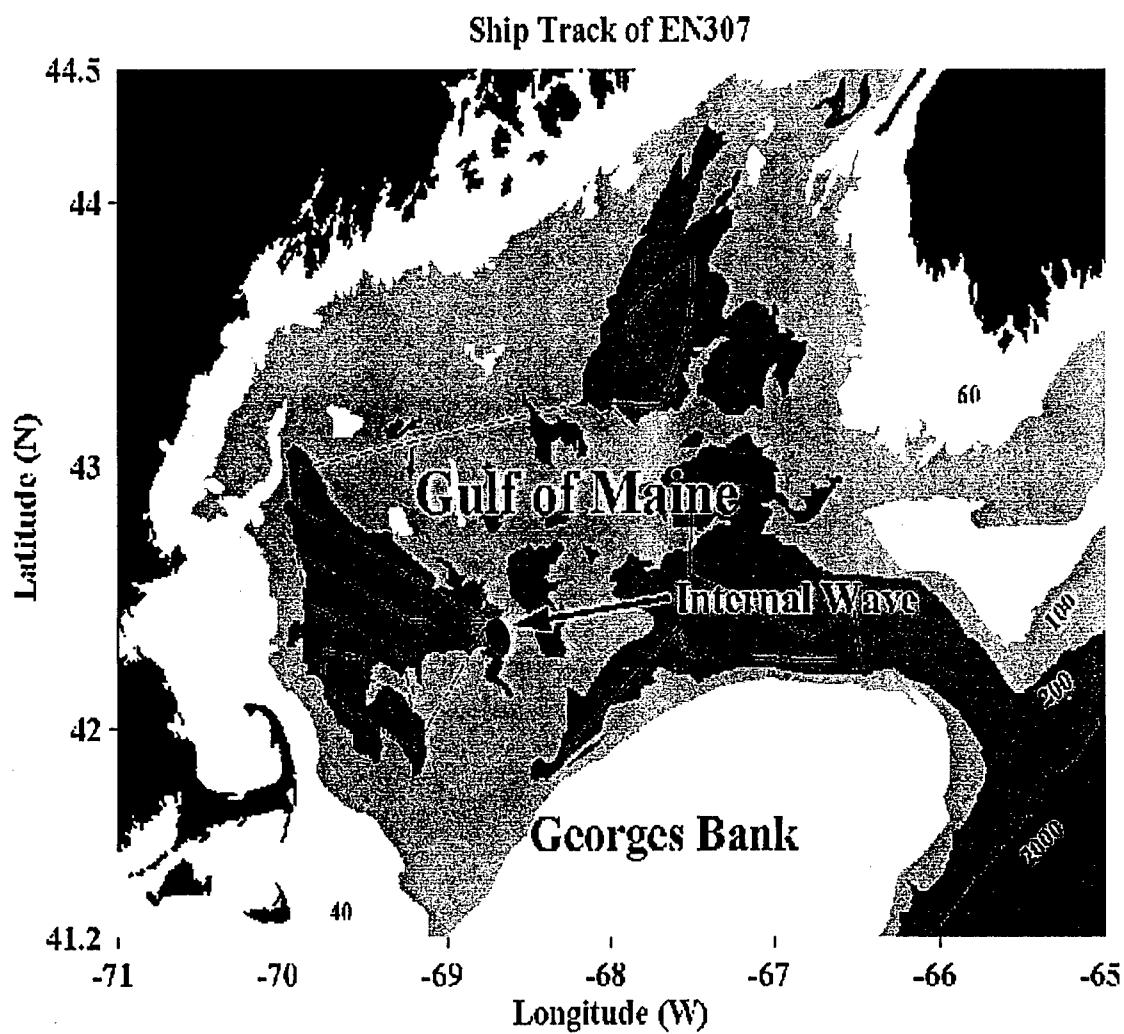 Ship Track of EN307
44.5
44
43
42
41.2
Latitude (N)
60
Gulf of Maine
Internal Wave
100
200
2000
Georges Bank
40
-71
-70
-69
-68
-67
-66
-65
Longitude (W)